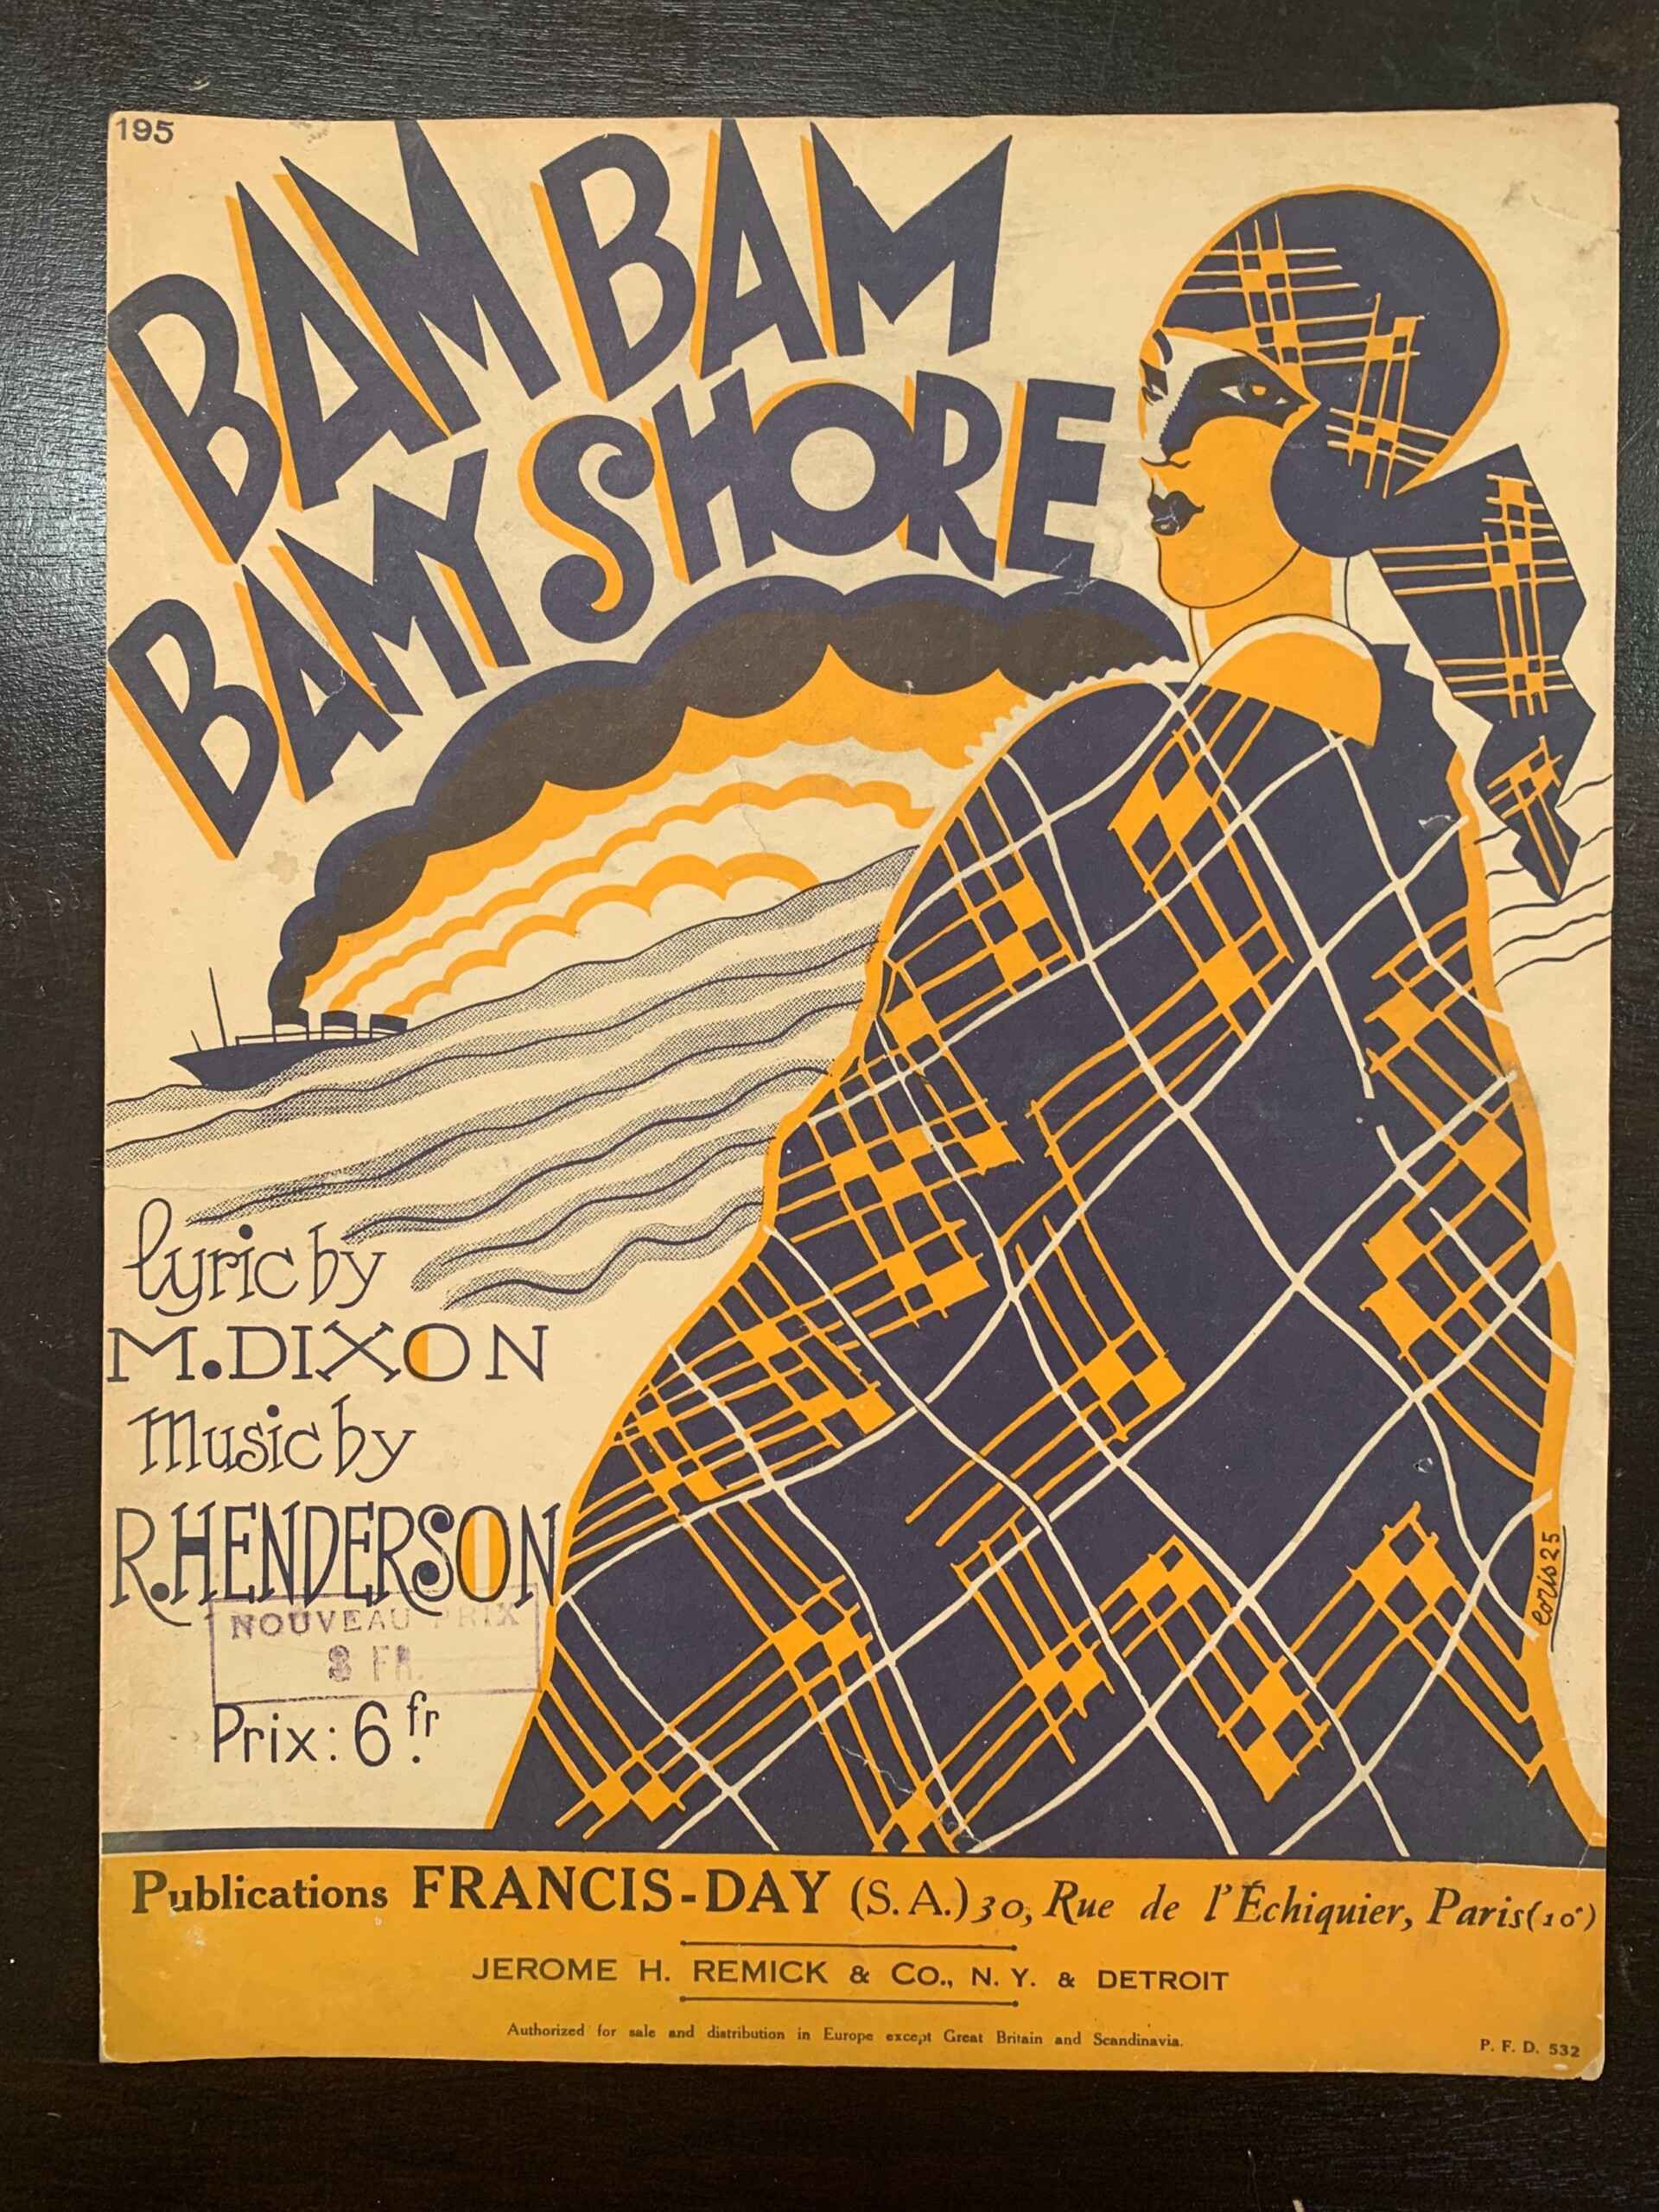 195
BAM BAM
BAMY SHORE
lyric by
M. DIXON
Music by
R. HENDERSON
NOUVEAU PRIX
8 FR.
Prix: 6 fr.
loris 25
Publications FRANCIS-DAY (S. A.) 30, Rue de l'Échiquier, Paris (10e)
JEROME H. REMICK & CO., N. Y. & DETROIT
Authorized for sale and distribution in Europe except Great Britain and Scandinavia.
P. F. D. 532